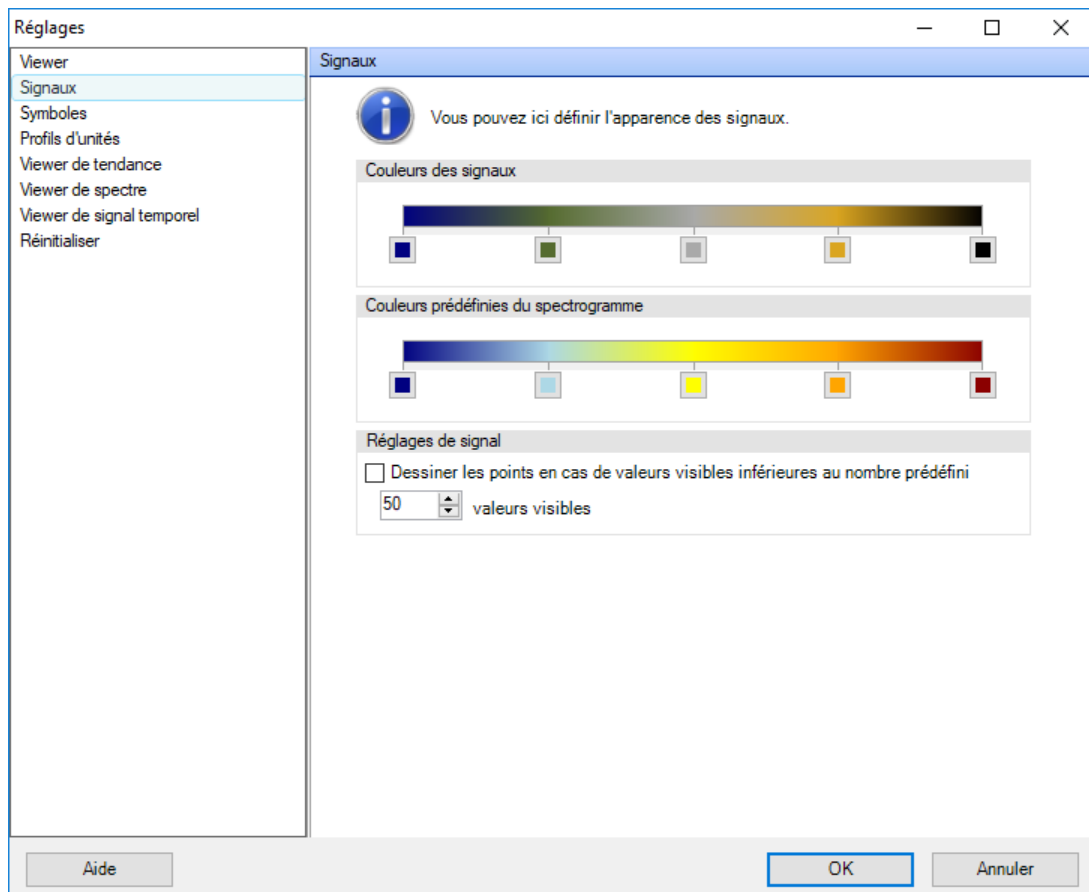 Réglages
Viewer
Signaux
Symboles
Profils d'unités
Viewer de tendance
Viewer de spectre
Viewer de signal temporel
Réinitialiser
Signaux
Vous pouvez ici définir l'apparence des signaux.
Couleurs des signaux
Couleurs prédéfinies du spectrogramme
Réglages de signal
Dessiner les points en cas de valeurs visibles inférieures au nombre prédéfini
50 valeurs visibles
Aide
OK
Annuler